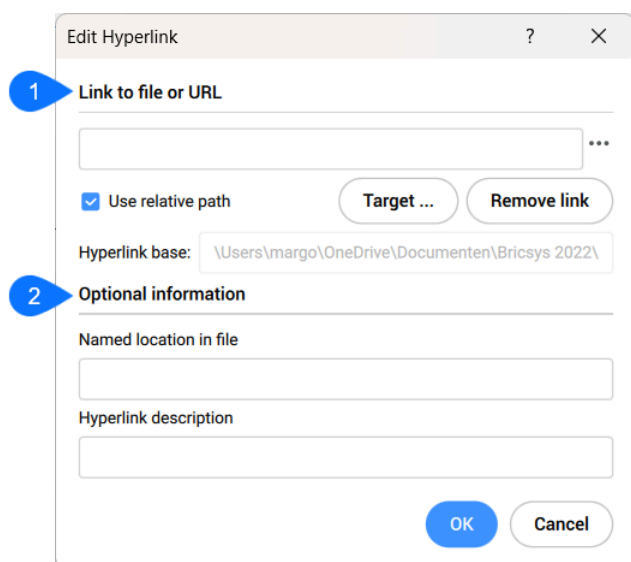 Edit Hyperlink ?
1 Link to file or URL
...
Use relative path Target ... Remove link
Hyperlink base: \Users\margo\OneDrive\Documenten\Bricsys 2022\
2 Optional information
Named location in file
Hyperlink description
OK Cancel